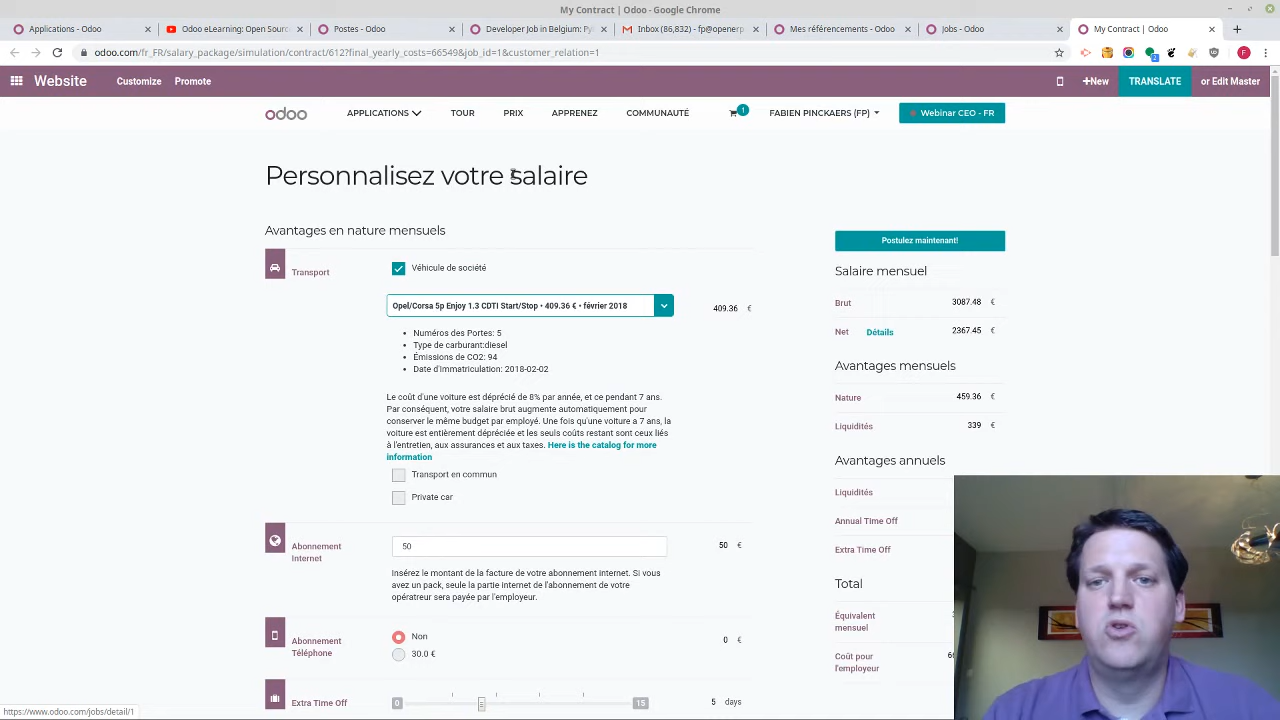 My Contract | Odoo - Google Chrome
Applications - Odoo
Odoo eLearning: Open Sourc
Postes - Odoo
Developer Job in Belgium: Py
Inbox (86,832) - fp@openerp
Mes références - Odoo
Jobs - Odoo
My Contract | Odoo
odoo.com/fr_FR/salary_package/simulation/contract/612?final_yearly_costs=66549&job_id=1&customer_relation=1
Website
Customize
Promote
+New
TRANSLATE
or Edit Master
odoo
APPLICATIONS
TOUR
PRIX
APPRENEZ
COMMUNAUTÉ
1
FABIEN PINCKAERS (FP)
Webinar CEO - FR
Personnalisez votre salaire
Avantages en nature mensuels
Transport
Véhicule de société
Opel/Corsa 5p Enjoy 1.3 CDTI Start/Stop • 409.36 € • février 2018
409.36 €
Numéros des Portes: 5
Type de carburant:diesel
Émissions de CO2: 94
Date d'Immatriculation: 2018-02-02
Le coût d'une voiture est déprécié de 8% par année, et ce pendant 7 ans.
Par conséquent, votre salaire brut augmente automatiquement pour
conserver le même budget par employé. Une fois qu'une voiture a 7 ans, la
voiture est entièrement dépréciée et les seuls coûts restant sont ceux liés
à l'entretien, aux assurances et aux taxes. Here is the catalog for more
information
Transport en commun
Private car
Abonnement
Internet
50
50 €
Insérez le montant de la facture de votre abonnement internet. Si vous
avez un pack, seule la partie internet de l'abonnement de votre
opérateur sera payée par l'employeur.
Abonnement
Téléphone
Non
0 €
30.0 €
Extra Time Off
0
15
5 days
Postulez maintenant!
Salaire mensuel
Brut 3087.48 €
Net Détails 2367.45 €
Avantages mensuels
Nature 459.36 €
Liquidités 339 €
Avantages annuels
Liquidités
Annual Time Off
Extra Time Off
Total
Équivalent
mensuel
Coût pour
l'employeur
https://www.odoo.com/jobs/detail/1